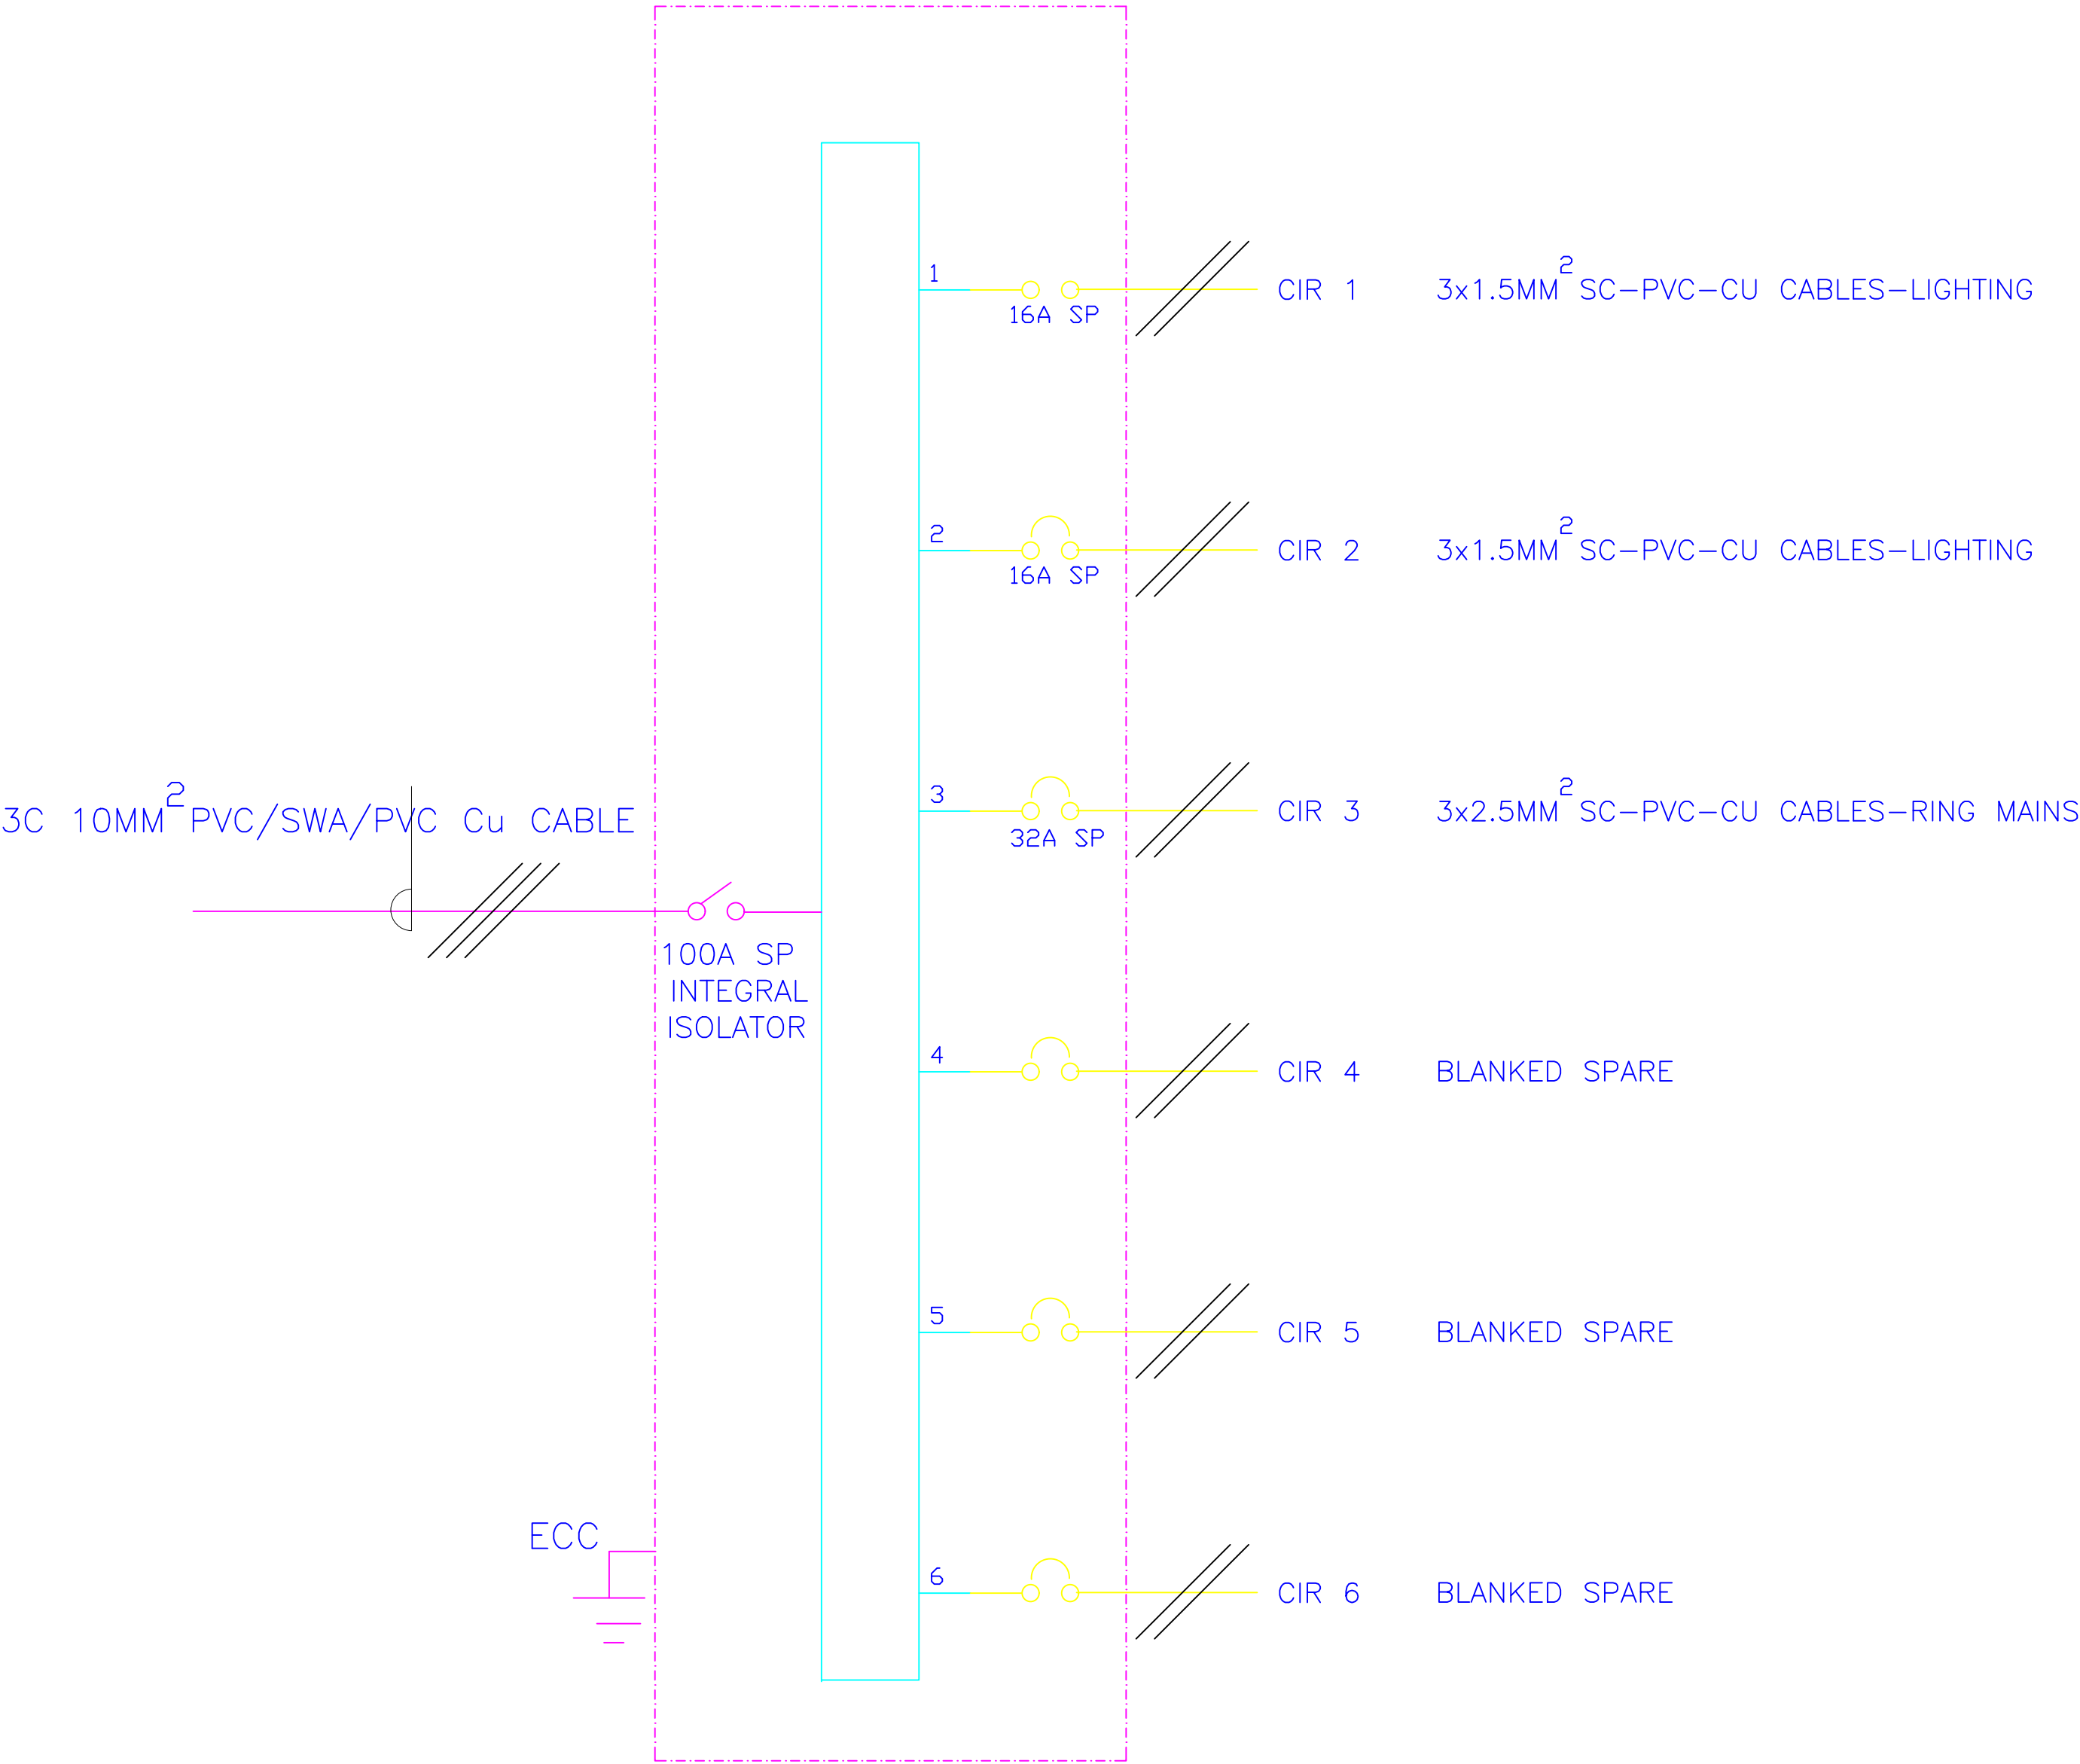 1
16A SP
CIR 1 3x1.5MM² SC-PVC-CU CABLES-LIGHTING
2
16A SP
CIR 2 3x1.5MM² SC-PVC-CU CABLES-LIGHTING
3C 10MM² PVC/SWA/PVC Cu CABLE
3
32A SP
CIR 3 3x2.5MM² SC-PVC-CU CABLES-RING MAINS
100A SP
INTEGRAL
ISOLATOR
4
CIR 4 BLANKED SPARE
5
CIR 5 BLANKED SPARE
ECC
6
CIR 6 BLANKED SPARE